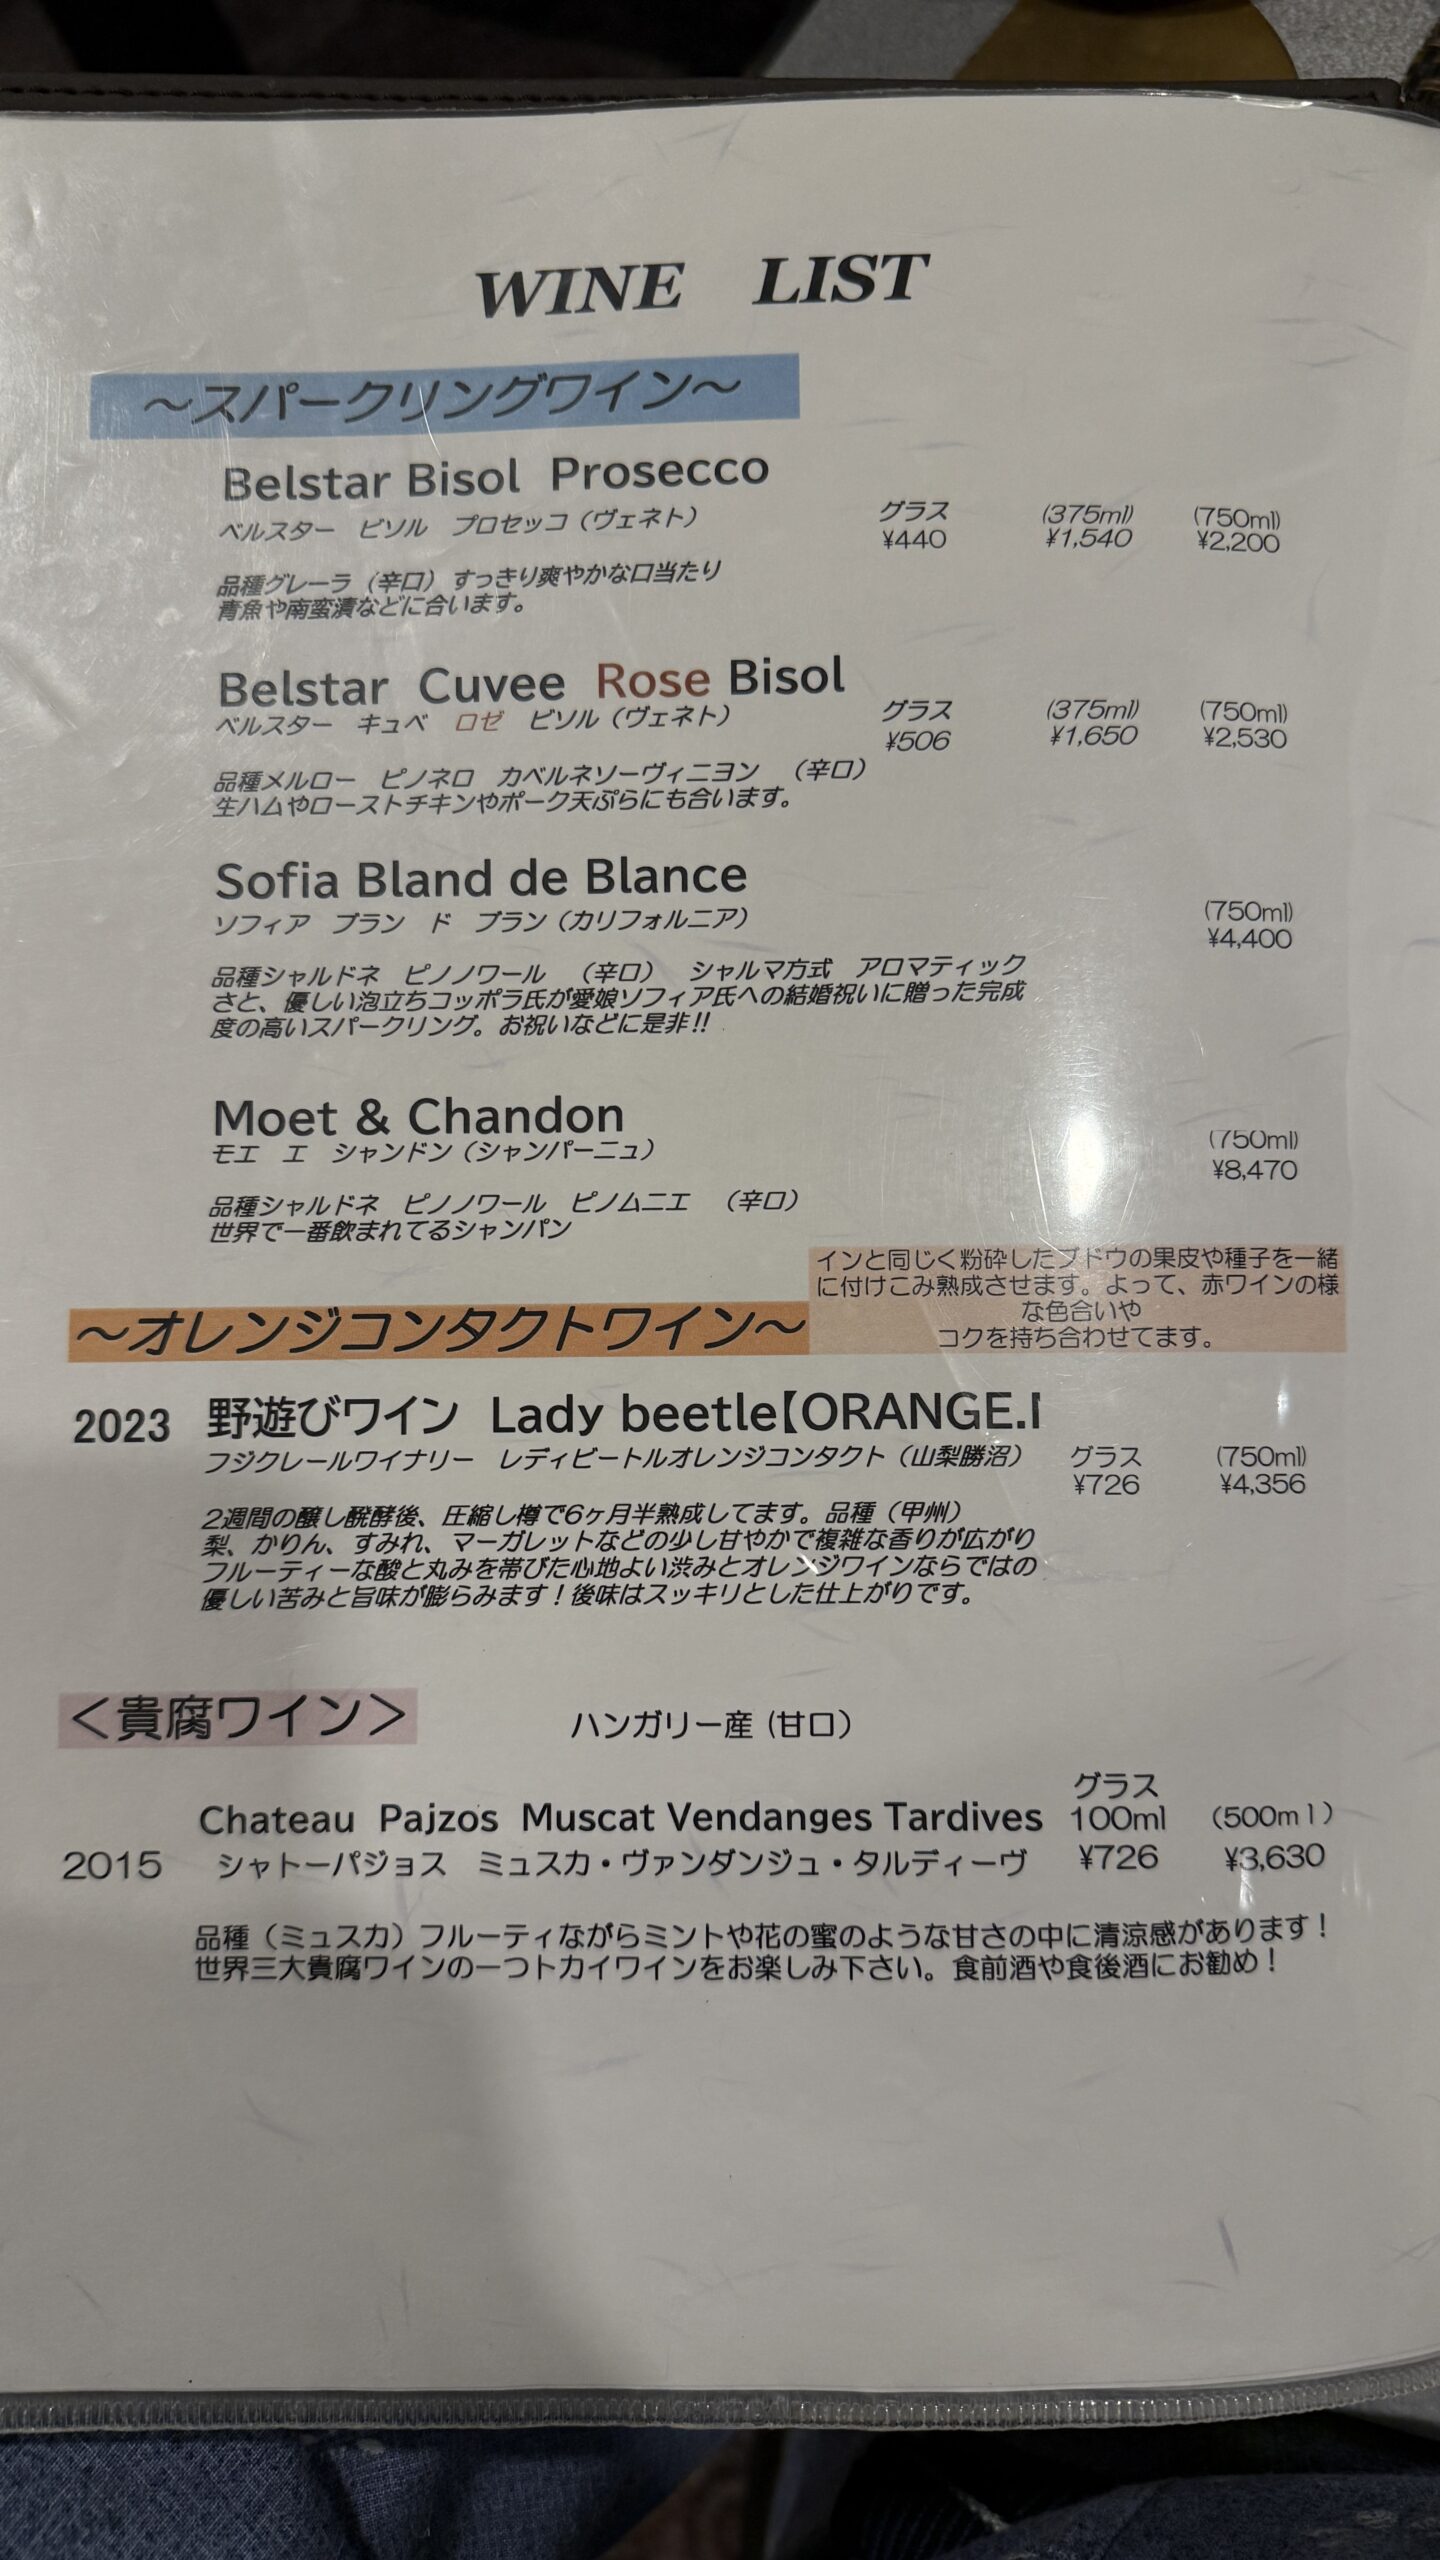 WINE LIST
～スパークリングワイン～
Belstar Bisol Prosecco
ベルスター ビソル プロセッコ（ヴェネト）
グラス (375ml) (750ml)
¥440 ¥1,540 ¥2,200
品種グレーラ（辛口）すっきり爽やかな口当たり
青魚や南蛮漬などに合います。
Belstar Cuvee Rose Bisol
ベルスター キュベ ロゼ ビソル（ヴェネト）
グラス (375ml) (750ml)
¥506 ¥1,650 ¥2,530
品種メルロー ピノネロ カベルネソーヴィニヨン （辛口）
生ハムやローストチキンやポーク天ぷらにも合います。
Sofia Bland de Blance
ソフィア ブラン ド ブラン（カリフォルニア）
(750ml)
¥4,400
品種シャルドネ ピノノワール （辛口） シャルマ方式 アロマティック
さと、優しい泡立ちコッポラ氏が愛娘ソフィア氏への結婚祝いに贈った完成
度の高いスパークリング。お祝いなどに是非!!
Moet & Chandon
モエ エ シャンドン（シャンパーニュ）
(750ml)
¥8,470
品種シャルドネ ピノノワール ピノムニエ （辛口）
世界で一番飲まれてるシャンパン
～オレンジコンタクトワイン～
インと同じく粉砕したブドウの果皮や種子を一緒
に付けこみ熟成させます。よって、赤ワインの様
な色合いや
コクを持ち合わせてます。
2023 野遊びワイン Lady beetle【ORANGE.
フジクレールワイナリー レディビートルオレンジコンタクト（山梨勝沼）
グラス (750ml)
¥726 ¥4,356
2週間の醸し醗酵後、圧縮し樽で6ヶ月半熟成してます。品種（甲州）
梨、かりん、すみれ、マーガレットなどの少し甘やかで複雑な香りが広がり
フルーティーな酸と丸みを帯びた心地よい渋みとオレンジワインならではの
優しい苦みと旨味が膨らみます！後味はスッキリとした仕上がりです。
＜貴腐ワイン＞ ハンガリー産（甘口）
グラス
Chateau Pajzos Muscat Vendanges Tardives 100ml （500ml）
2015 シャトーパジョス ミュスカ・ヴァンダンジュ・タルディーヴ ¥726 ¥3,630
品種（ミュスカ）フルーティながらミントや花の蜜のような甘さの中に清涼感があります！
世界三大貴腐ワインの一つトカイワインをお楽しみ下さい。食前酒や食後酒にお勧め！